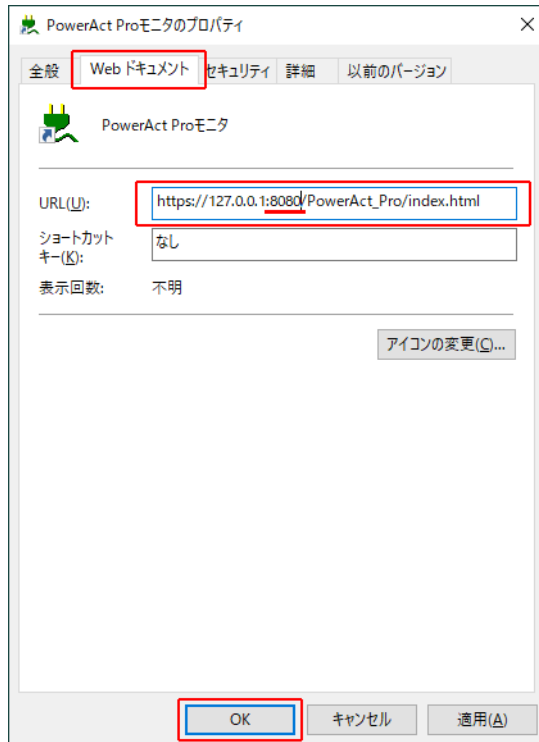 PowerAct Proモニタのプロパティ
全般 Web ドキュメント セキュリティ 詳細 以前のバージョン
PowerAct Proモニタ
URL(U): https://127.0.0.1:8080/PowerAct_Pro/index.html
ショートカット
キー(K): なし
表示回数: 不明
アイコンの変更(C)...
OK キャンセル 適用(A)